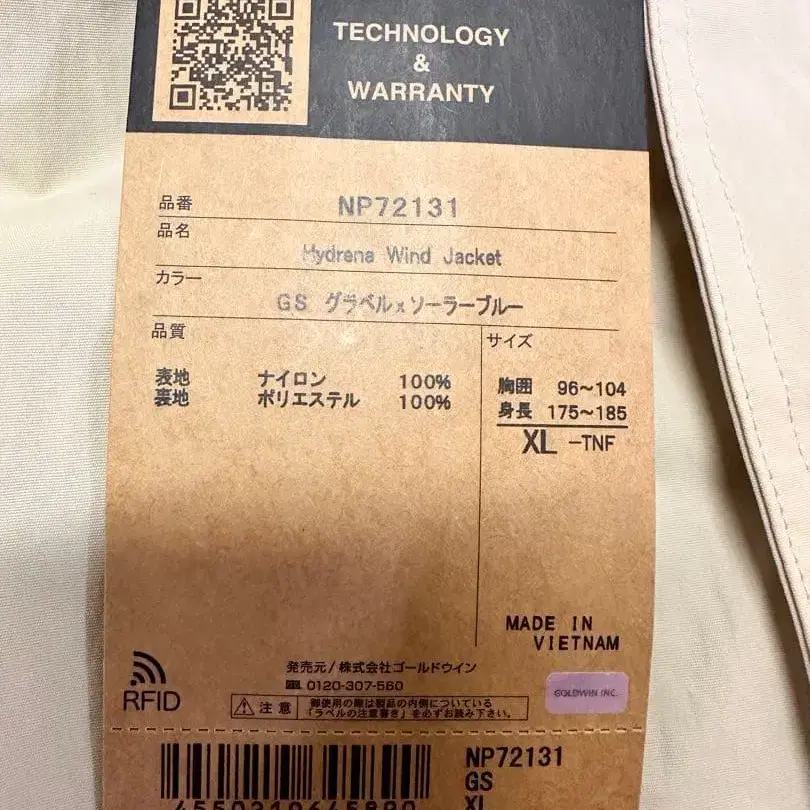 TECHNOLOGY
&
WARRANTY
品番 NP72131
品名
Hydrena Wind Jacket
カラー
GS グラベルxソーラーブルー
品質
サイズ
表地 ナイロン 100%
裏地 ポリエステル 100%
胸囲 96〜104
身長 175〜185
XL -TNF
MADE IN
VIETNAM
発売元/株式会社ゴールドウイン
0120-307-560
RFID
GOLDWIN INC.
注意
御使用の際は製品の内側についている
「ラベルの注意書き」を必ずお読み下さい。
NP72131
GS
XL